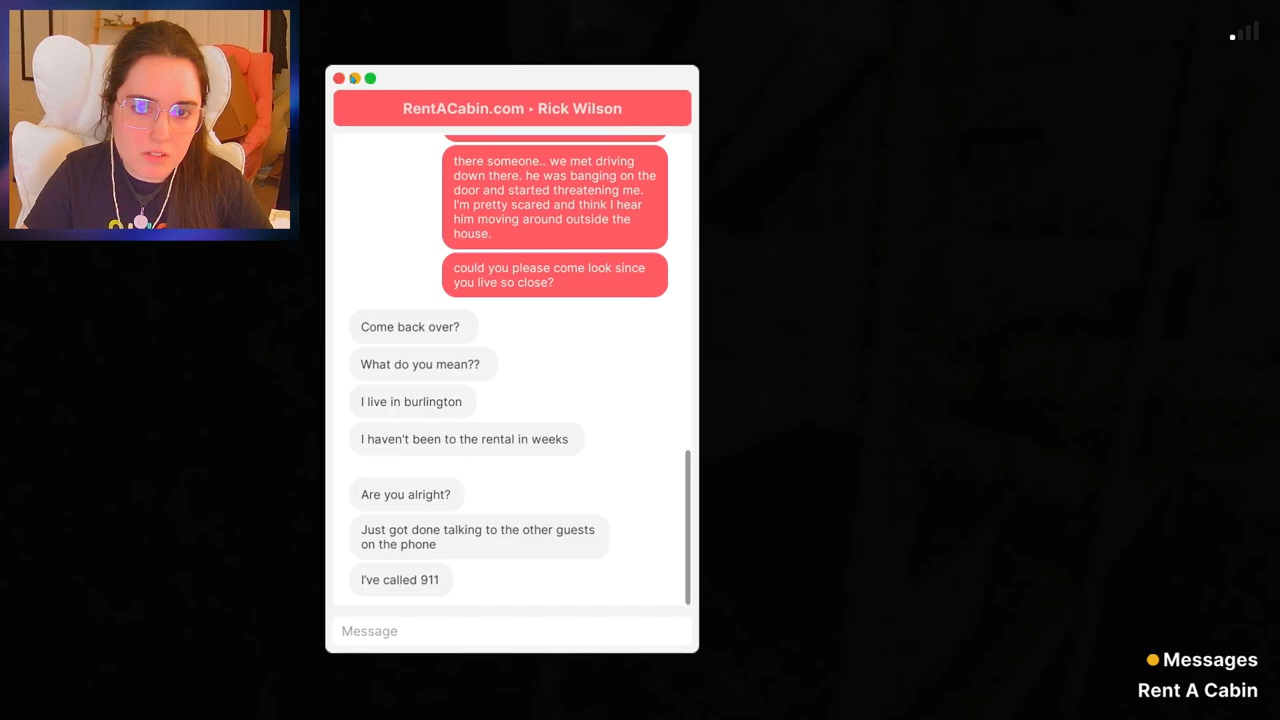 RentACabin.com • Rick Wilson
there someone.. we met driving
down there. he was banging on the
door and started threatening me.
I'm pretty scared and think I hear
him moving around outside the
house.
could you please come look since
you live so close?
Come back over?
What do you mean??
I live in burlington
I haven't been to the rental in weeks
Are you alright?
Just got done talking to the other guests
on the phone
I've called 911
Message
Messages
Rent A Cabin